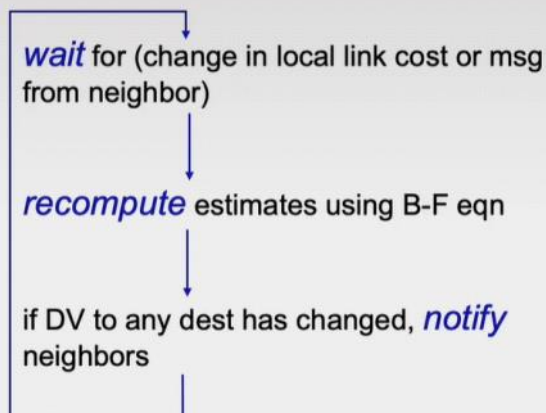 wait for (change in local link cost or msg
from neighbor)
recompute estimates using B-F eqn
if DV to any dest has changed, notify
neighbors